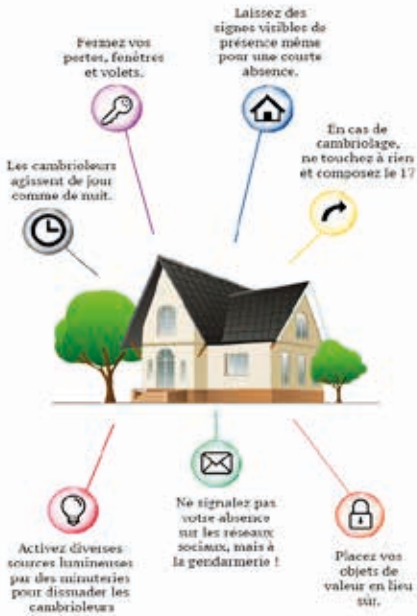 Fermez vos
portes, fenêtres
et volets.
Laissez des
signes visibles de
présence même
pour une courte
absence.
Les cambrioleurs
agissent de jour
comme de nuit.
En cas de
cambriolage,
ne touchez à rien
et composez le 17
Activez diverses
sources lumineuses
par des minuteries
pour dissuader les
cambrioleurs
Ne signalez pas
votre absence
sur les réseaux
sociaux, mais à
la gendarmerie !
Placez vos
objets de
valeur en lieu
sûr.